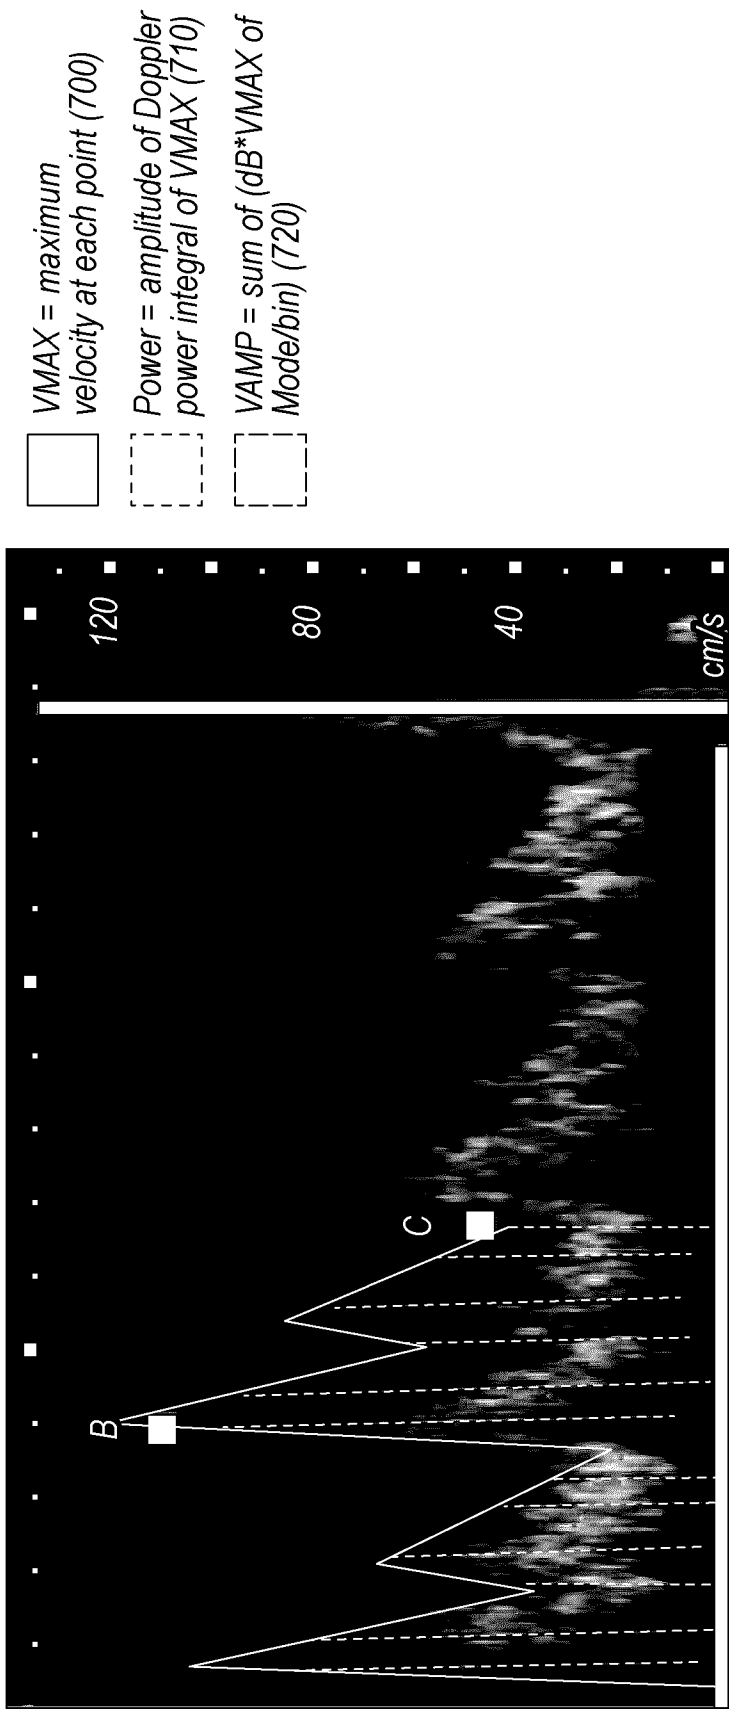 VMAX = maximum
velocity at each point (700)
Power = amplitude of Doppler
power integral of VMAX (710)
VAMP = sum of (dB*VMAX of
Mode/bin) (720)
120
80
40
cm/s
B
C